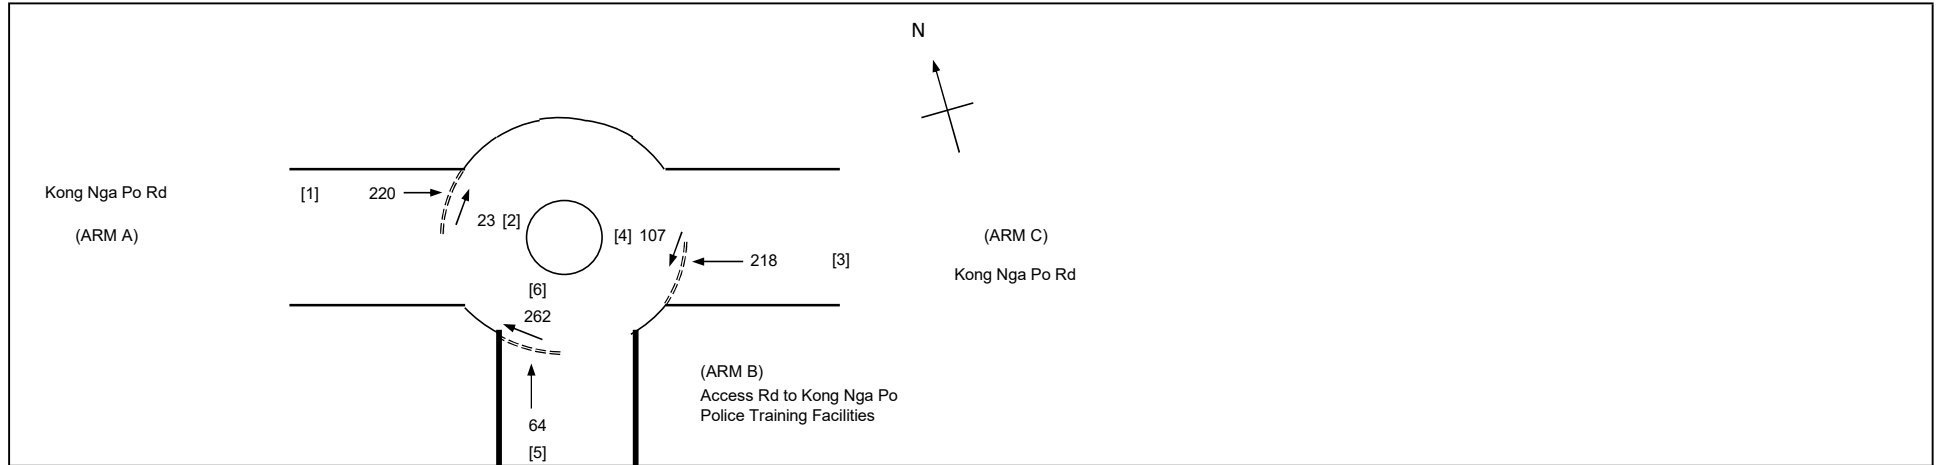 N
Kong Nga Po Rd
[1] 220
23 [2]
(ARM A)
[4] 107
(ARM C)
218 [3]
Kong Nga Po Rd
[6]
262
(ARM B)
Access Rd to Kong Nga Po
Police Training Facilities
64
[5]